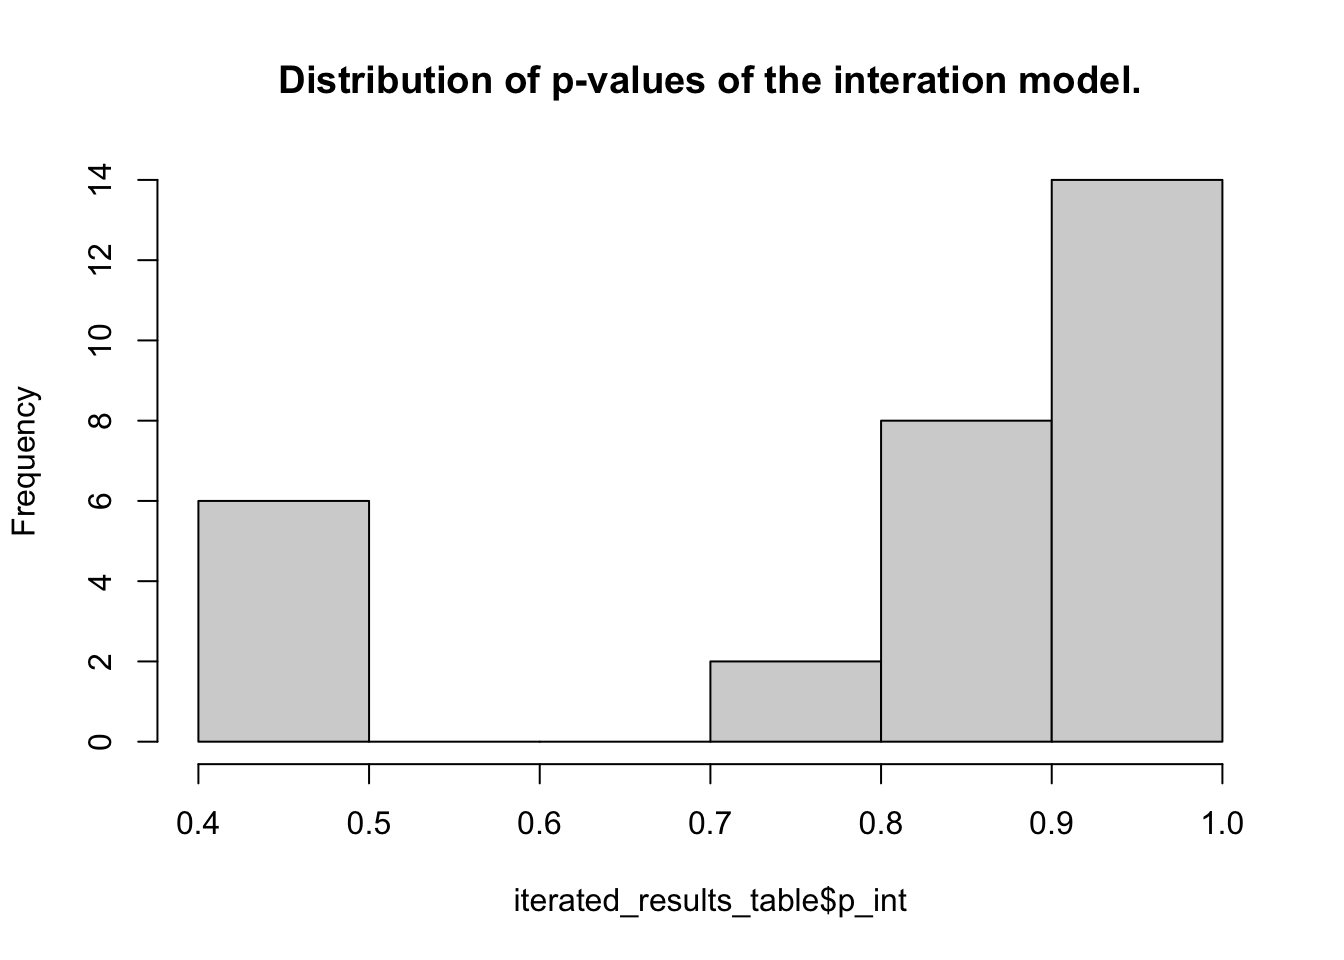 Distribution of p-values of the interation model.
Frequency
14
12
10
8
6
4
2
0
0.4 0.5 0.6 0.7 0.8 0.9 1.0
iterated_results_table$p_int